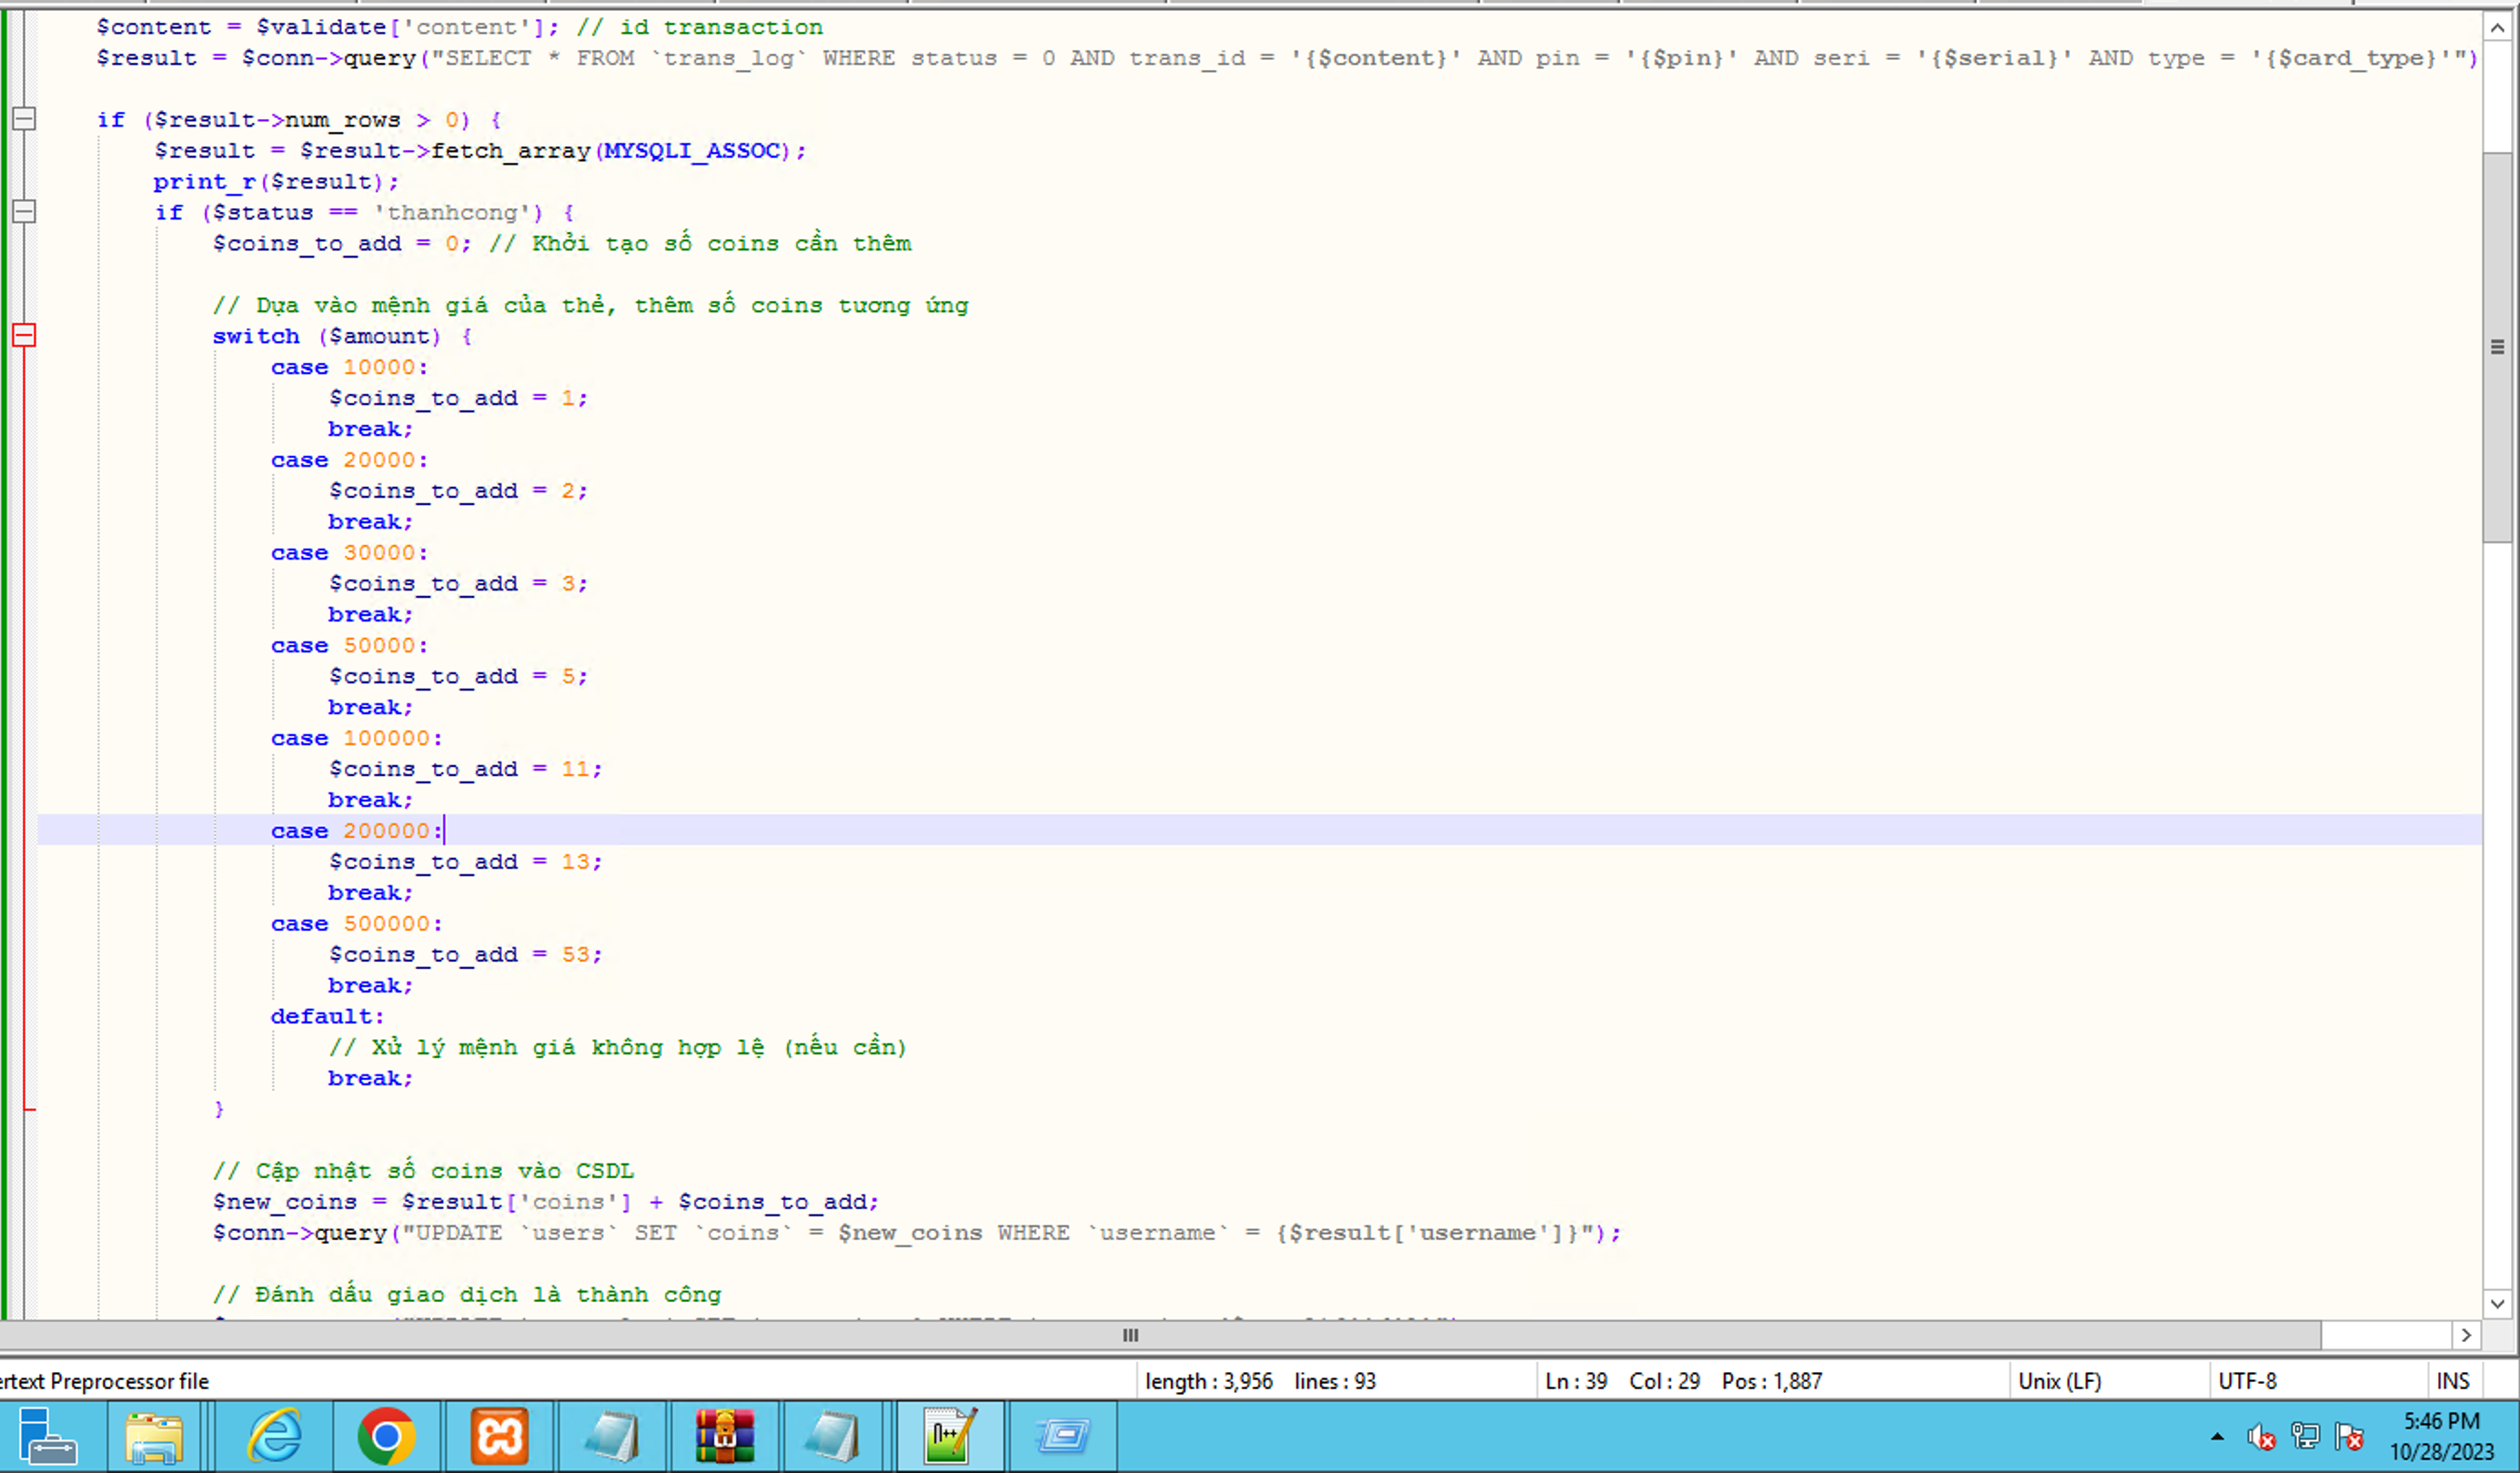 $content = $validate['content']; // id transaction
$result = $conn->query("SELECT * FROM `trans_log` WHERE status = 0 AND trans_id = '{$content}' AND pin = '{$pin}' AND seri = '{$serial}' AND type = '{$card_type}'")
if ($result->num_rows > 0) {
$result = $result->fetch_array(MYSQLI_ASSOC);
print_r($result);
if ($status == 'thanhcong') {
$coins_to_add = 0; // Khởi tạo số coins cần thêm
// Dựa vào mệnh giá của thẻ, thêm số coins tương ứng
switch ($amount) {
case 10000:
$coins_to_add = 1;
break;
case 20000:
$coins_to_add = 2;
break;
case 30000:
$coins_to_add = 3;
break;
case 50000:
$coins_to_add = 5;
break;
case 100000:
$coins_to_add = 11;
break;
case 200000:
$coins_to_add = 13;
break;
case 500000:
$coins_to_add = 53;
break;
default:
// Xử lý mệnh giá không hợp lệ (nếu cần)
break;
}
// Cập nhật số coins vào CSDL
$new_coins = $result['coins'] + $coins_to_add;
$conn->query("UPDATE `users` SET `coins` = $new_coins WHERE `username` = {$result['username']}");
// Đánh dấu giao dịch là thành công
ertext Preprocessor file length : 3,956 lines : 93 Ln : 39 Col : 29 Pos : 1,887 Unix (LF) UTF-8 INS
5:46 PM
10/28/2023